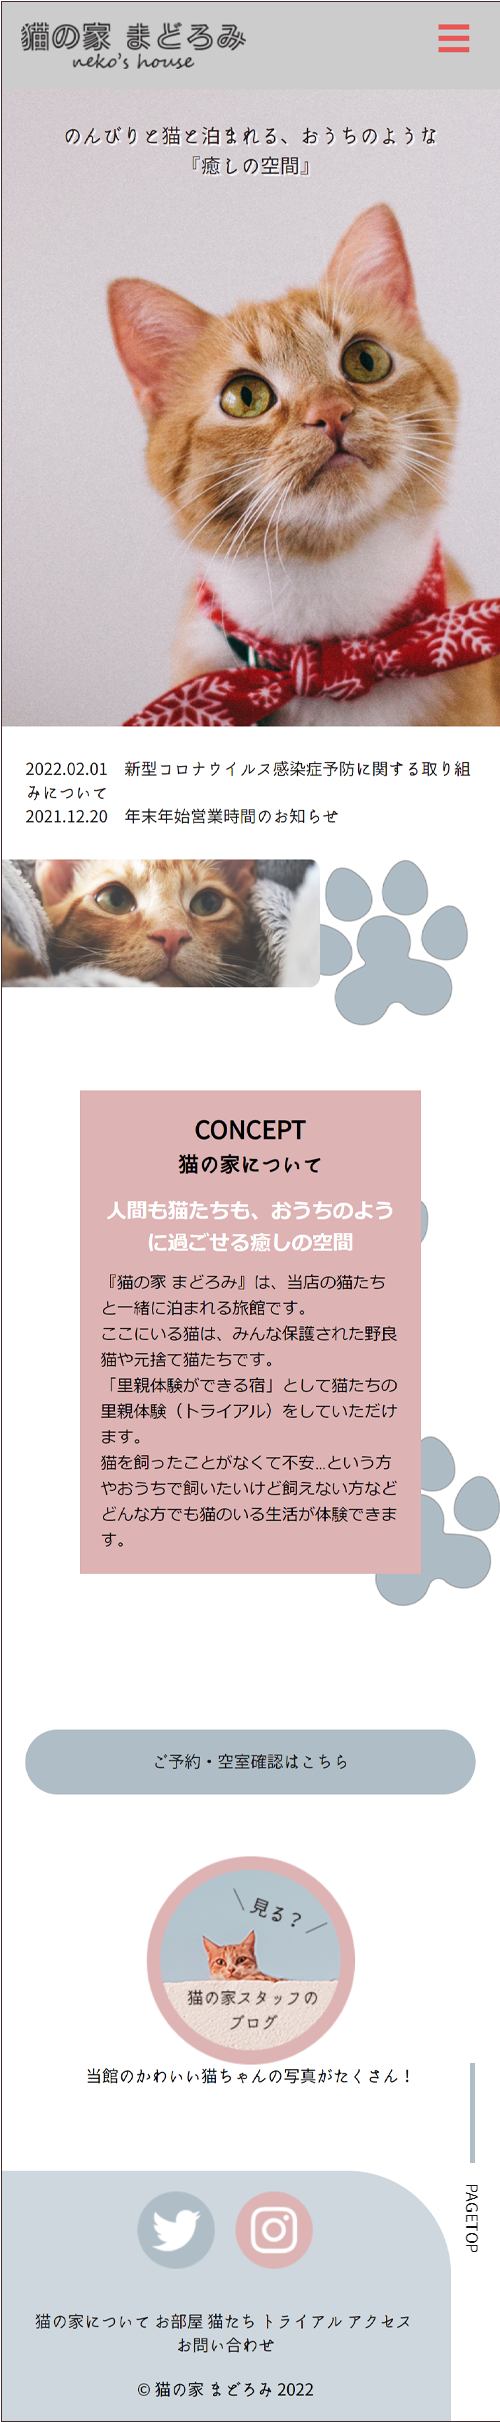 猫の家 まどろみ
neko's house
のんびりと猫と泊まれる、おうちのような
『癒しの空間』
2022.02.01　新型コロナウイルス感染症予防に関する取り組
みについて
2021.12.20　年末年始営業時間のお知らせ
CONCEPT
猫の家について
人間も猫たちも、おうちのよう
に過ごせる癒しの空間
『猫の家 まどろみ』は、当店の猫たち
と一緒に泊まれる旅館です。
ここにいる猫は、みんな保護された野良
猫や元捨て猫たちです。
「里親体験ができる宿」として猫たちの
里親体験（トライアル）をしていただけ
ます。
猫を飼ったことがなくて不安...という方
やおうちで飼いたいけど飼えない方など
どんな方でも猫のいる生活が体験できま
す。
ご予約・空室確認はこちら
見る？
猫の家スタッフの
ブログ
当館のかわいい猫ちゃんの写真がたくさん！
PAGETOP
猫の家について お部屋 猫たち トライアル アクセス
お問い合わせ
© 猫の家 まどろみ 2022